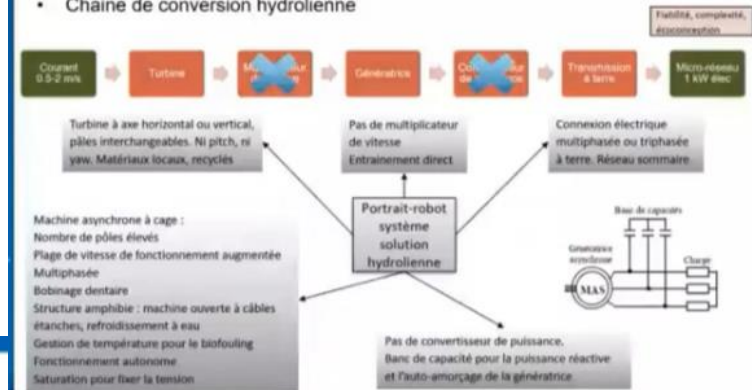 • Chaîne de conversion hydrolienne
Fiabilité, complexité,
écoconception
Courant
0.5-2 m/s
Turbine
Génératrice
Transmission
à terre
Micro-réseau
1 kW élec
Turbine à axe horizontal ou vertical,
pâles interchangeables. Ni pitch, ni
yaw. Matériaux locaux, recyclés
Pas de multiplicateur
de vitesse
Entrainement direct
Connexion électrique
multiphasée ou triphasée
à terre. Réseau sommaire
Portrait-robot
système
solution
hydrolienne
Machine asynchrone à cage :
Nombre de pôles élevés
Plage de vitesse de fonctionnement augmentée
Multiphasée
Bobinage dentaire
Structure amphibie : machine ouverte à câbles
étanches, refroidissement à eau
Gestion de température pour le biofouling
Fonctionnement autonome
Saturation pour fixer la tension
Banc de capacités
Génératrice
asynchrone
Charge
MAS
Pas de convertisseur de puissance.
Banc de capacité pour la puissance réactive
et l'auto-amorçage de la génératrice